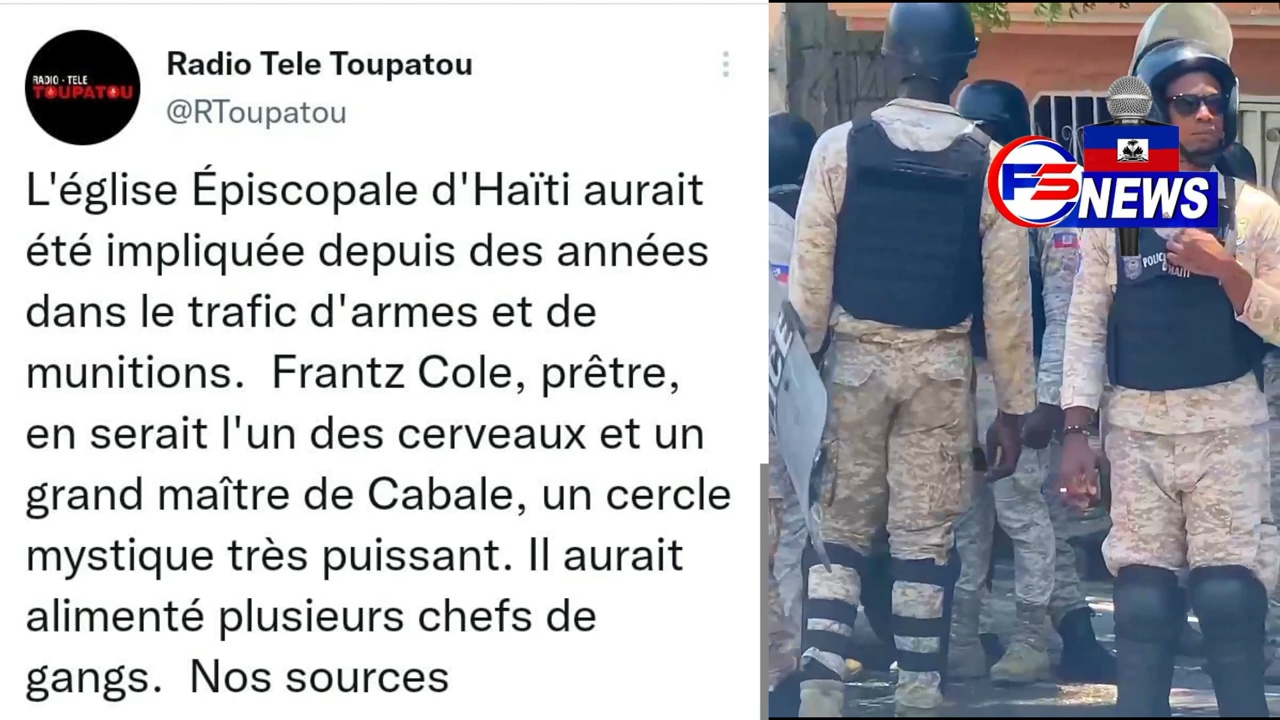 RADIO - TELE
TOUPATOU
Radio Tele Toupatou
@RToupatou
L'église Épiscopale d'Haïti aurait
été impliquée depuis des années
dans le trafic d'armes et de
munitions. Frantz Cole, prêtre,
en serait l'un des cerveaux et un
grand maître de Cabale, un cercle
mystique très puissant. Il aurait
alimenté plusieurs chefs de
gangs. Nos sources
FS NEWS